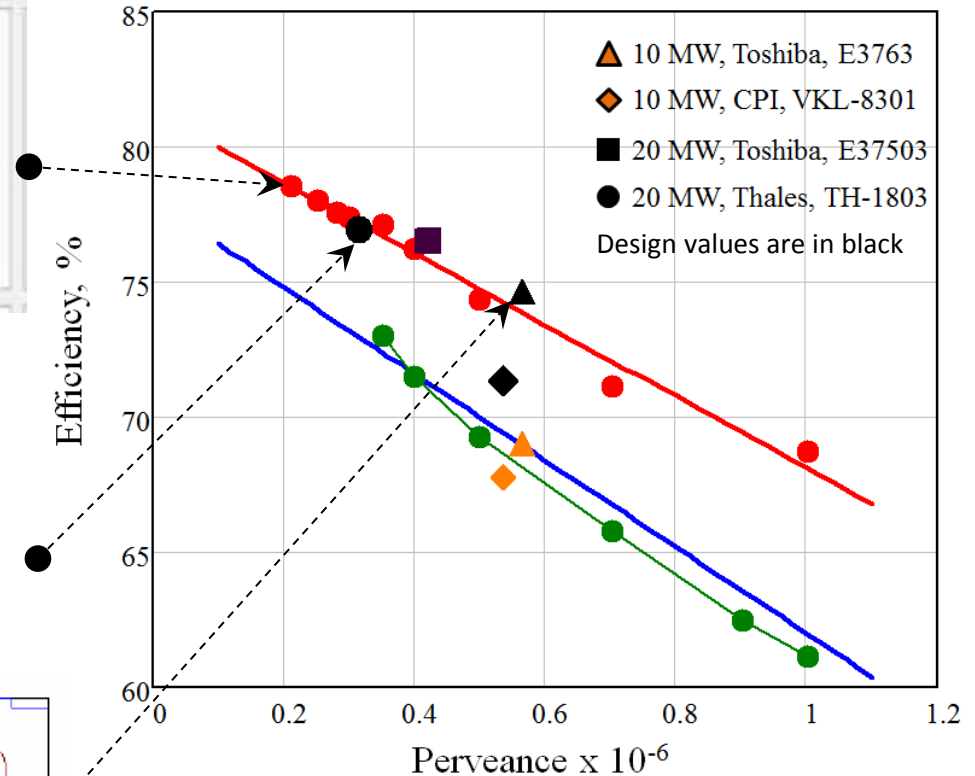 85
80
75
70
65
60
0
0.2
0.4
0.6
0.8
1
1.2
Efficiency, %
Perveance x 10-6
10 MW, Toshiba, E3763
10 MW, CPI, VKL-8301
20 MW, Toshiba, E37503
20 MW, Thales, TH-1803
Design values are in black